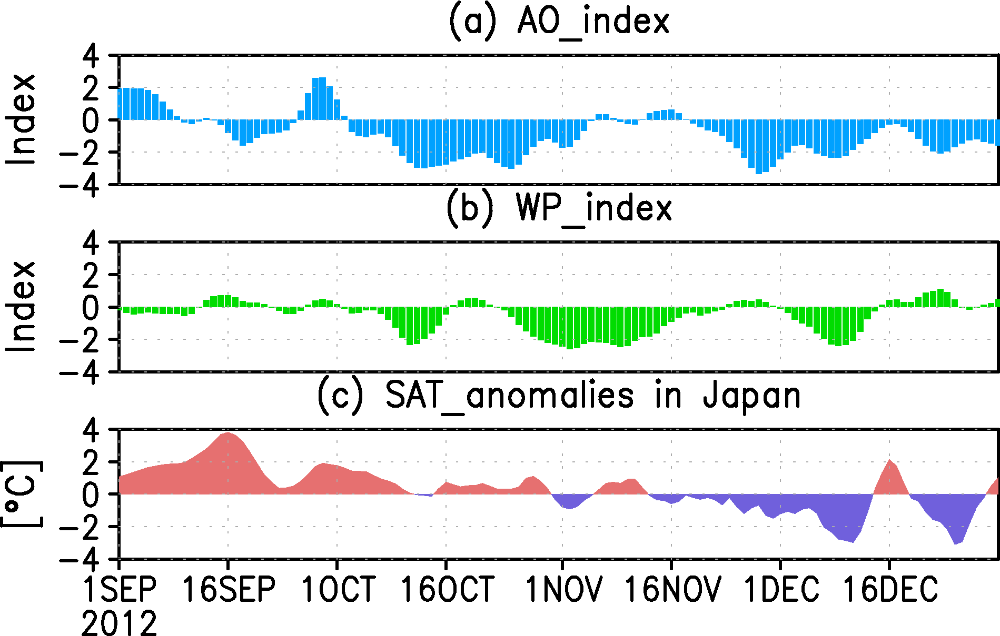 (a) AO_index
4
2
0
−2
−4
Index
(b) WP_index
4
2
0
−2
−4
Index
(c) SAT_anomalies in Japan
4
2
0
−2
−4
[°C]
1SEP 16SEP 1OCT 16OCT 1NOV 16NOV 1DEC 16DEC
2012